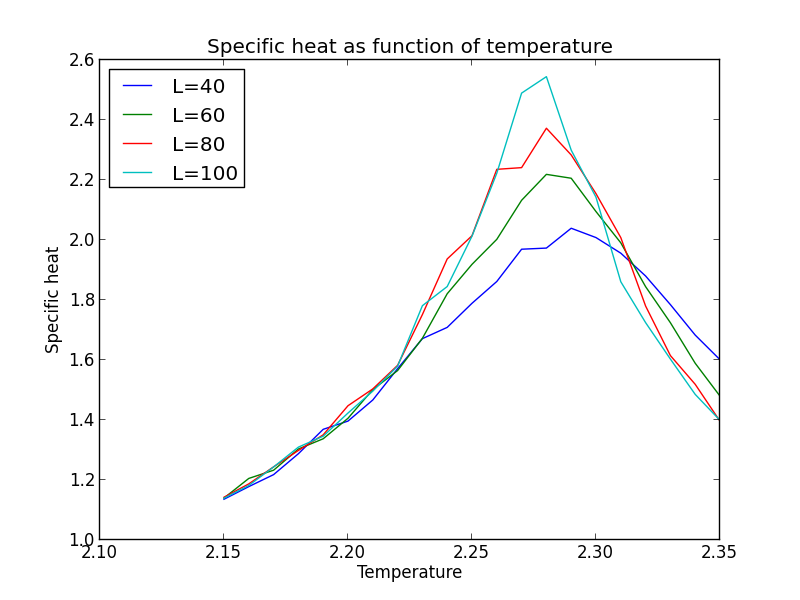 Specific heat as function of temperature
2.6
L=40
L=60
L=80
L=100
2.4
2.2
2.0
Specific heat
1.8
1.6
1.4
1.2
1.0
2.10 2.15 2.20 2.25 2.30 2.35
Temperature